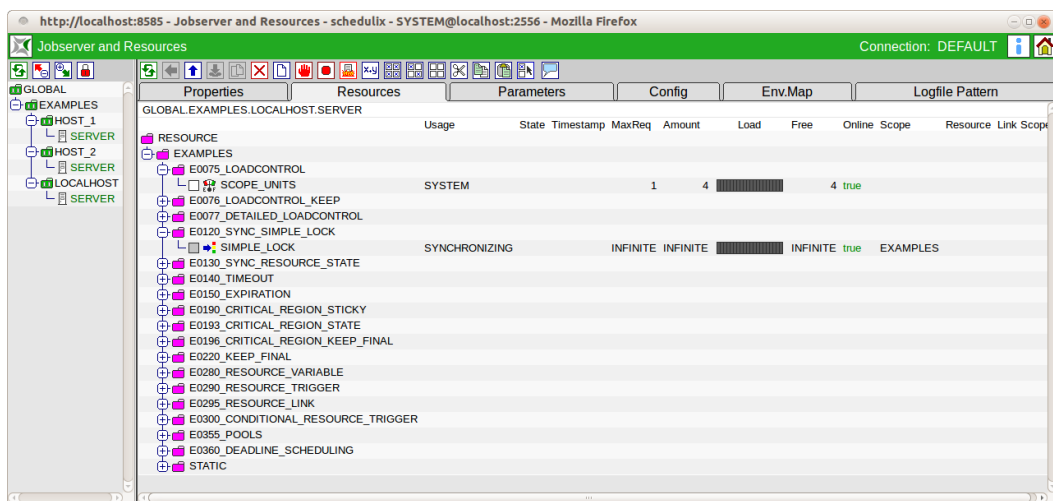 http://localhost:8585 - Jobserver and Resources - schedulix - SYSTEM@localhost:2556 - Mozilla Firefox
Jobserver and Resources Connection: DEFAULT
GLOBAL
EXAMPLES
HOST_1
SERVER
HOST_2
SERVER
LOCALHOST
SERVER
Properties Resources Parameters Config Env.Map Logfile Pattern
GLOBAL.EXAMPLES.LOCALHOST.SERVER
Usage State Timestamp MaxReq Amount Load Free Online Scope Resource Link Scope
RESOURCE
EXAMPLES
E0075_LOADCONTROL
SCOPE_UNITS SYSTEM 1 4 4 true
E0076_LOADCONTROL_KEEP
E0077_DETAILED_LOADCONTROL
E0120_SYNC_SIMPLE_LOCK
SIMPLE_LOCK SYNCHRONIZING INFINITE INFINITE INFINITE true EXAMPLES
E0130_SYNC_RESOURCE_STATE
E0140_TIMEOUT
E0150_EXPIRATION
E0190_CRITICAL_REGION_STICKY
E0193_CRITICAL_REGION_STATE
E0196_CRITICAL_REGION_KEEP_FINAL
E0220_KEEP_FINAL
E0280_RESOURCE_VARIABLE
E0290_RESOURCE_TRIGGER
E0295_RESOURCE_LINK
E0300_CONDITIONAL_RESOURCE_TRIGGER
E0355_POOLS
E0360_DEADLINE_SCHEDULING
STATIC